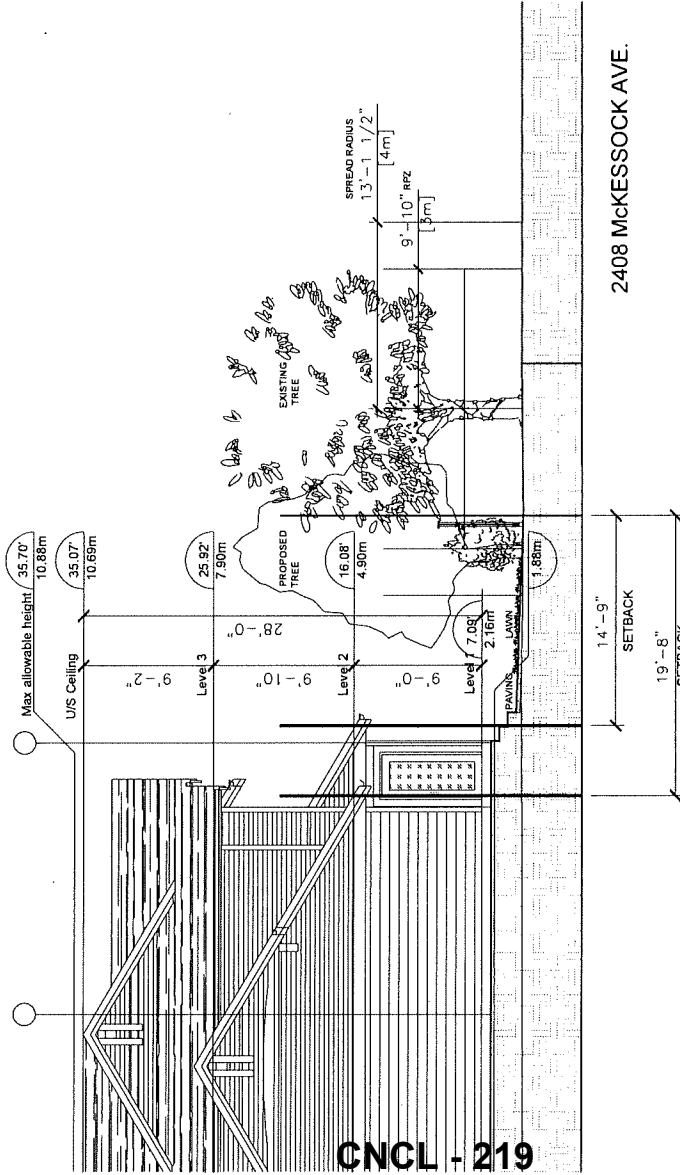 Max allowable height
35.70'
10.88m
U/S Ceiling
35.07'
10.69m
9'-2"
28'-0"
Level 3
25.92'
7.90m
9'-10"
Level 2
16.08'
4.90m
9'-0"
Level 1
7.09'
2.16m
PAVING
LAWN
1.88m
PROPOSED
TREE
EXISTING
TREE
SPREAD RADIUS
13'-1 1/2"
[4m]
9'-10" RPZ
[3m]
14'-9"
SETBACK
19'-8"
SETBACK
2408 McKESSOCK AVE.
CNCL - 219